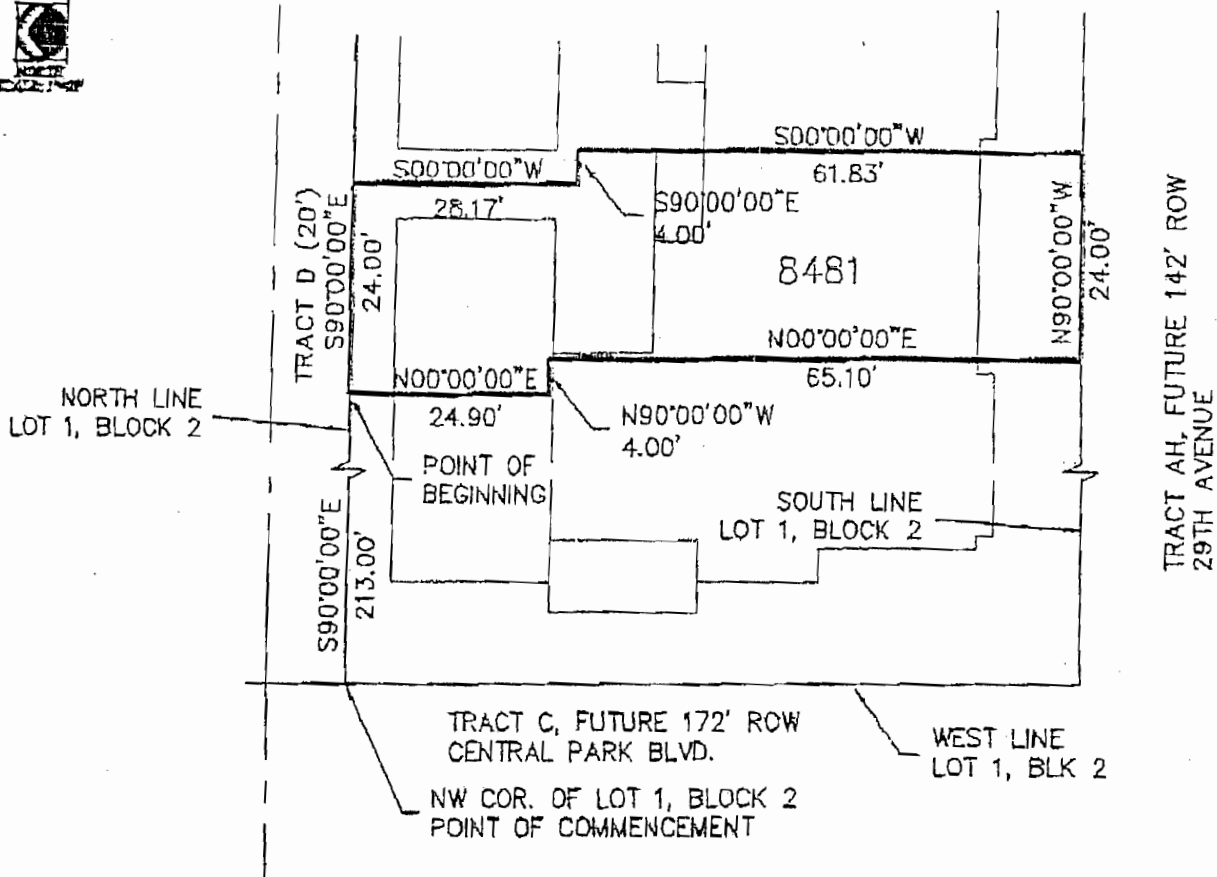 S00°00'00"W
61.83'
S00°00'00"W
28.17'
S90°00'00"E
4.00'
8481
N90°00'00"W
24.00'
TRACT D (20')
S90°00'00"E
24.00'
N00°00'00"E
65.10'
N00°00'00"E
24.90'
N90°00'00"W
4.00'
NORTH LINE
LOT 1, BLOCK 2
POINT OF
BEGINNING
SOUTH LINE
LOT 1, BLOCK 2
TRACT AH, FUTURE 142' ROW
29TH AVENUE
S90°00'00"E
213.00'
TRACT C, FUTURE 172' ROW
CENTRAL PARK BLVD.
WEST LINE
LOT 1, BLK 2
NW COR. OF LOT 1, BLOCK 2
POINT OF COMMENCEMENT